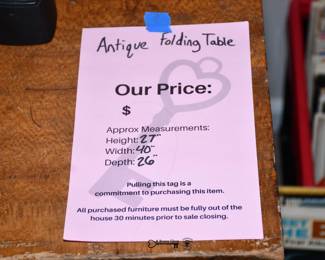 Antique Folding Table
Our Price:
$
Approx Measurements:
Height: 27"
Width: 40"
Depth: 26"
Pulling this tag is a
commitment to purchasing this item.
All purchased furniture must be fully out of the
house 30 minutes prior to sale closing.